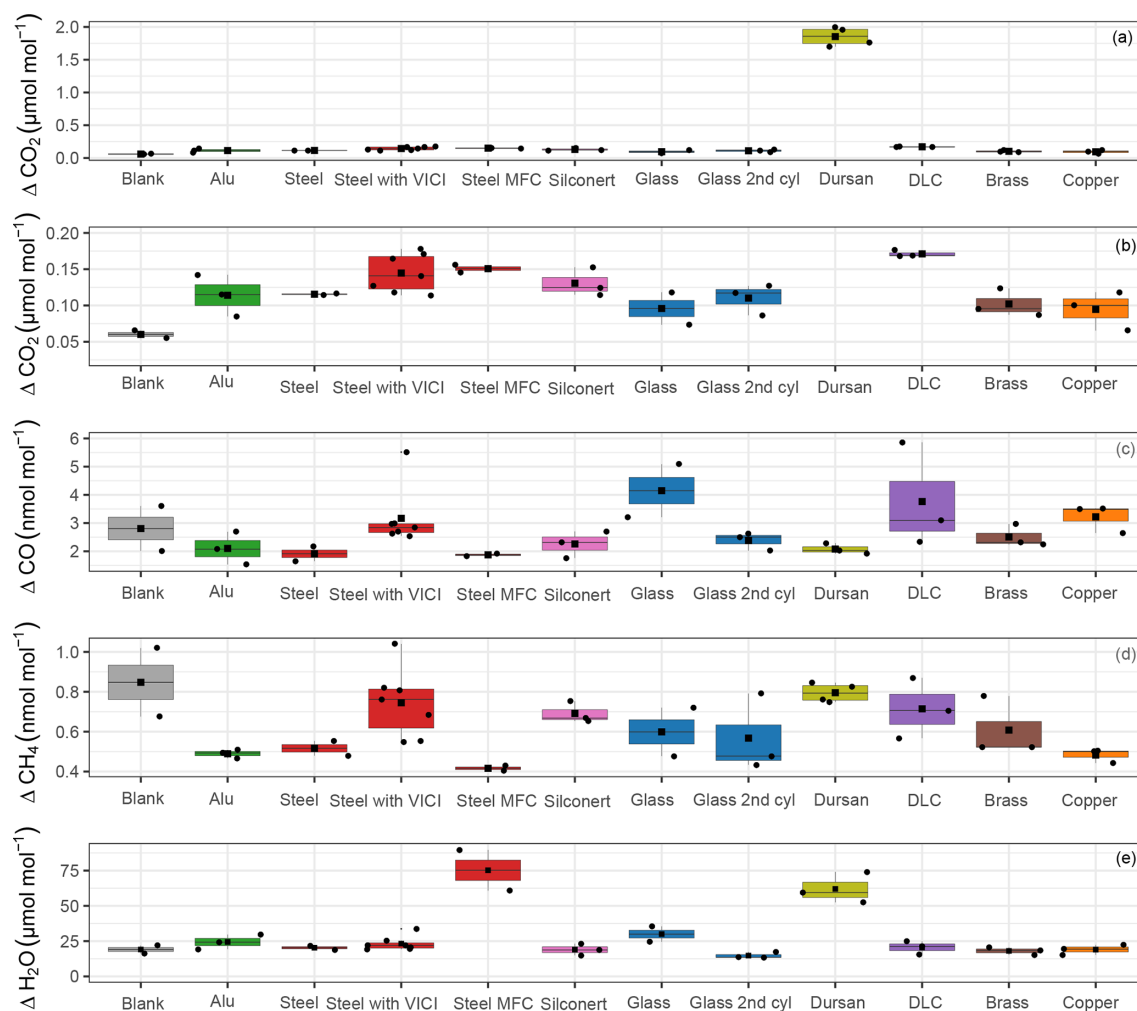 (a)
Δ CO₂ (μmol mol⁻¹)
2.0
1.5
1.0
0.5
0.0
Blank Alu Steel Steel with VICI Steel MFC Silconert Glass Glass 2nd cyl Dursan DLC Brass Copper
(b)
Δ CO₂ (μmol mol⁻¹)
0.20
0.15
0.10
0.05
Blank Alu Steel Steel with VICI Steel MFC Silconert Glass Glass 2nd cyl Dursan DLC Brass Copper
(c)
Δ CO (nmol mol⁻¹)
6
5
4
3
2
Blank Alu Steel Steel with VICI Steel MFC Silconert Glass Glass 2nd cyl Dursan DLC Brass Copper
(d)
Δ CH₄ (nmol mol⁻¹)
1.0
0.8
0.6
0.4
Blank Alu Steel Steel with VICI Steel MFC Silconert Glass Glass 2nd cyl Dursan DLC Brass Copper
(e)
Δ H₂O (μmol mol⁻¹)
75
50
25
0
Blank Alu Steel Steel with VICI Steel MFC Silconert Glass Glass 2nd cyl Dursan DLC Brass Copper